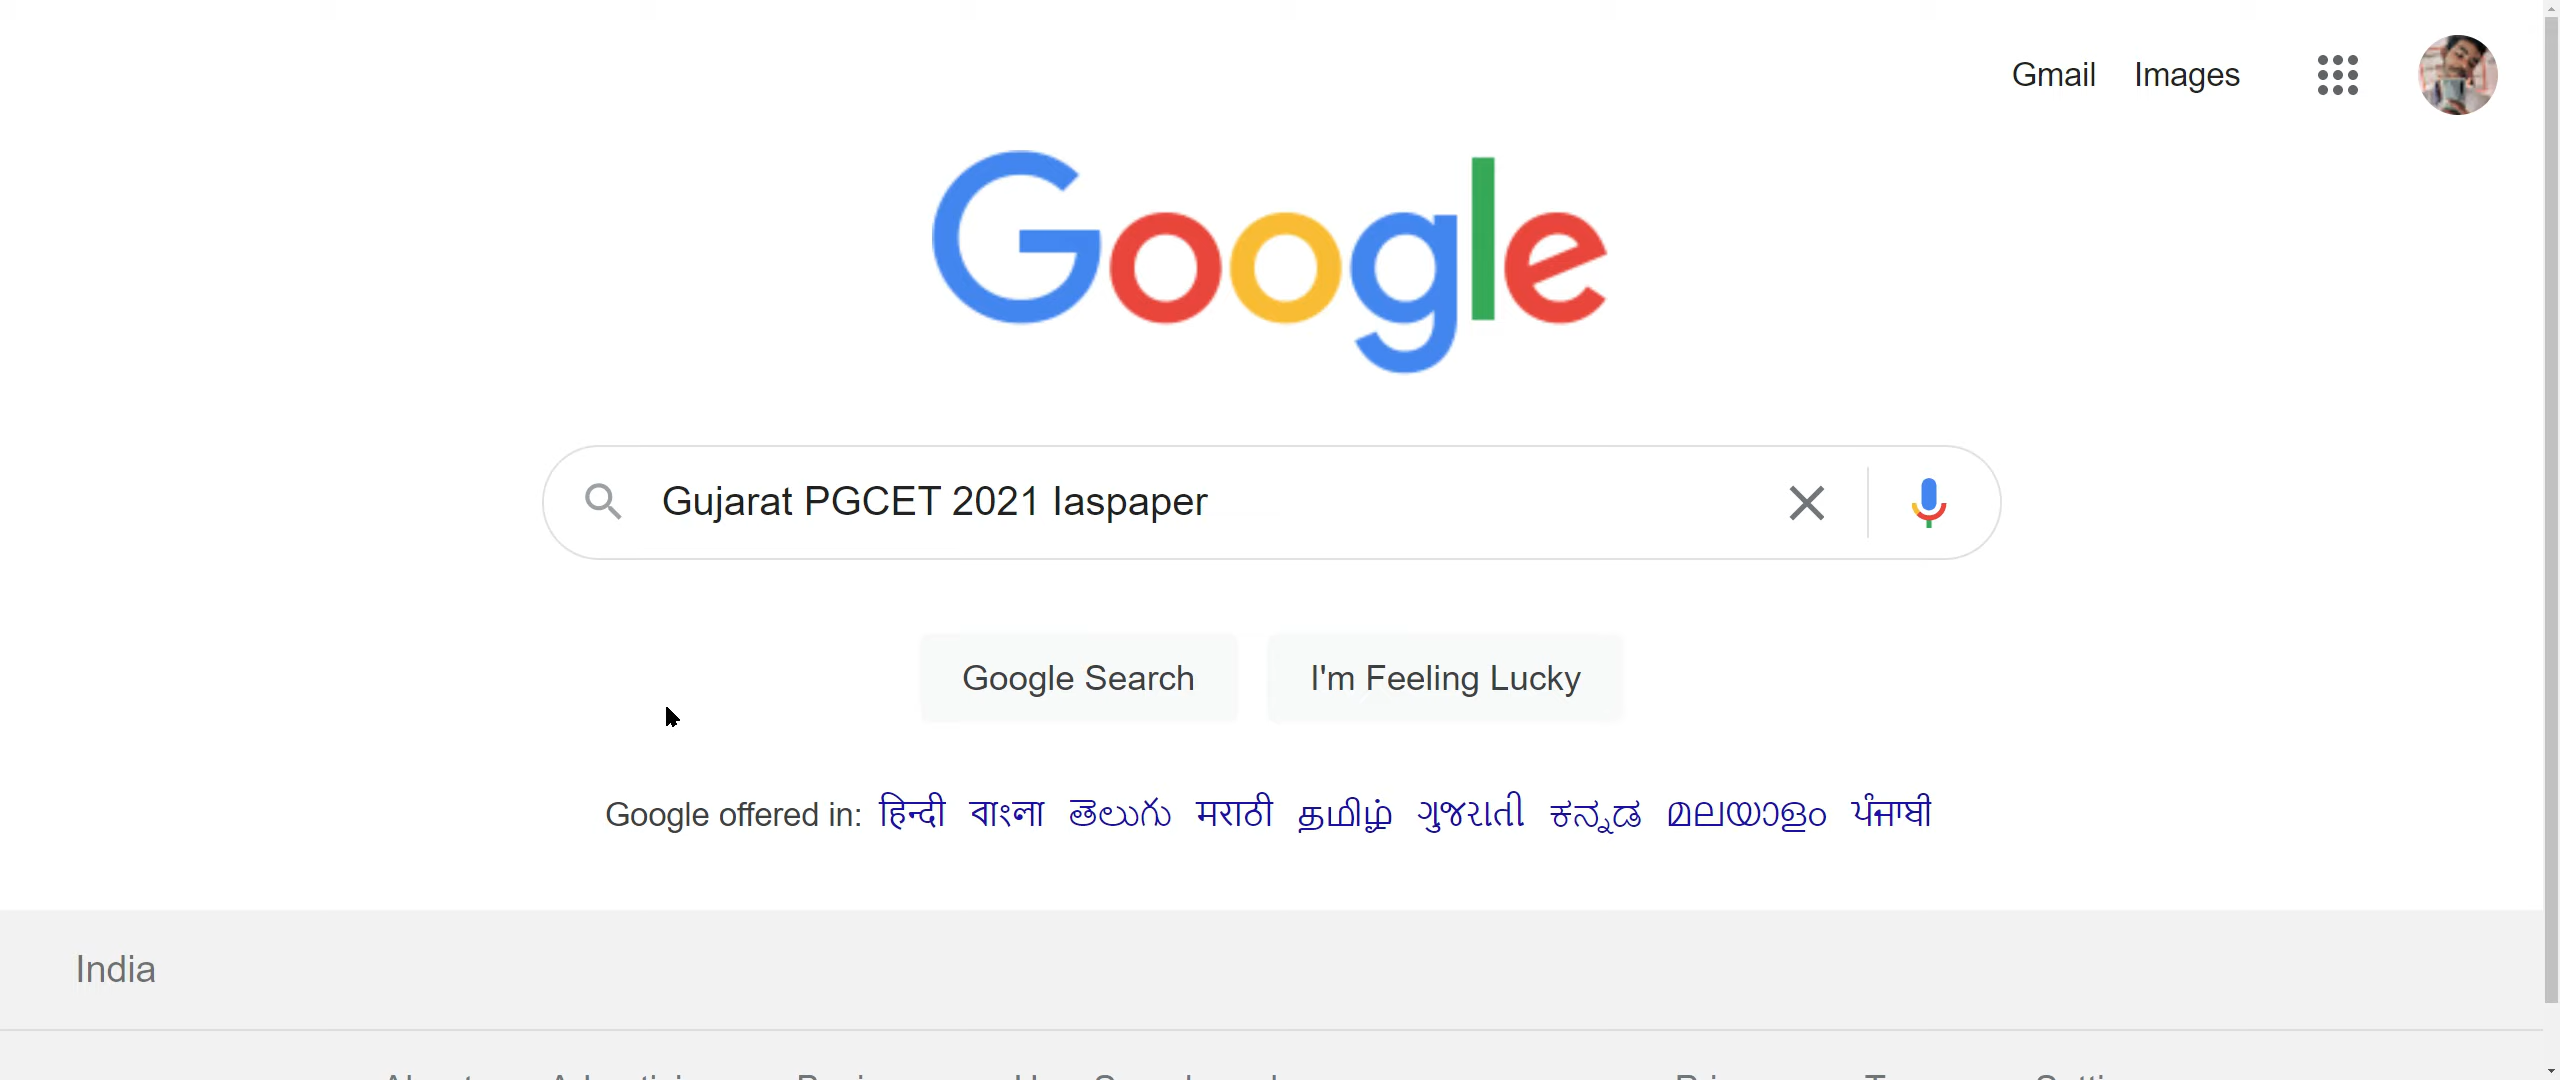 Gmail Images
Google
Gujarat PGCET 2021 Iaspaper
Google Search I'm Feeling Lucky
Google offered in: हिन्दी বাংলা తెలుగు मराठी தமிழ் ગુજરાતી ಕನ್ನಡ മലയാളം ਪੰਜਾਬੀ
India